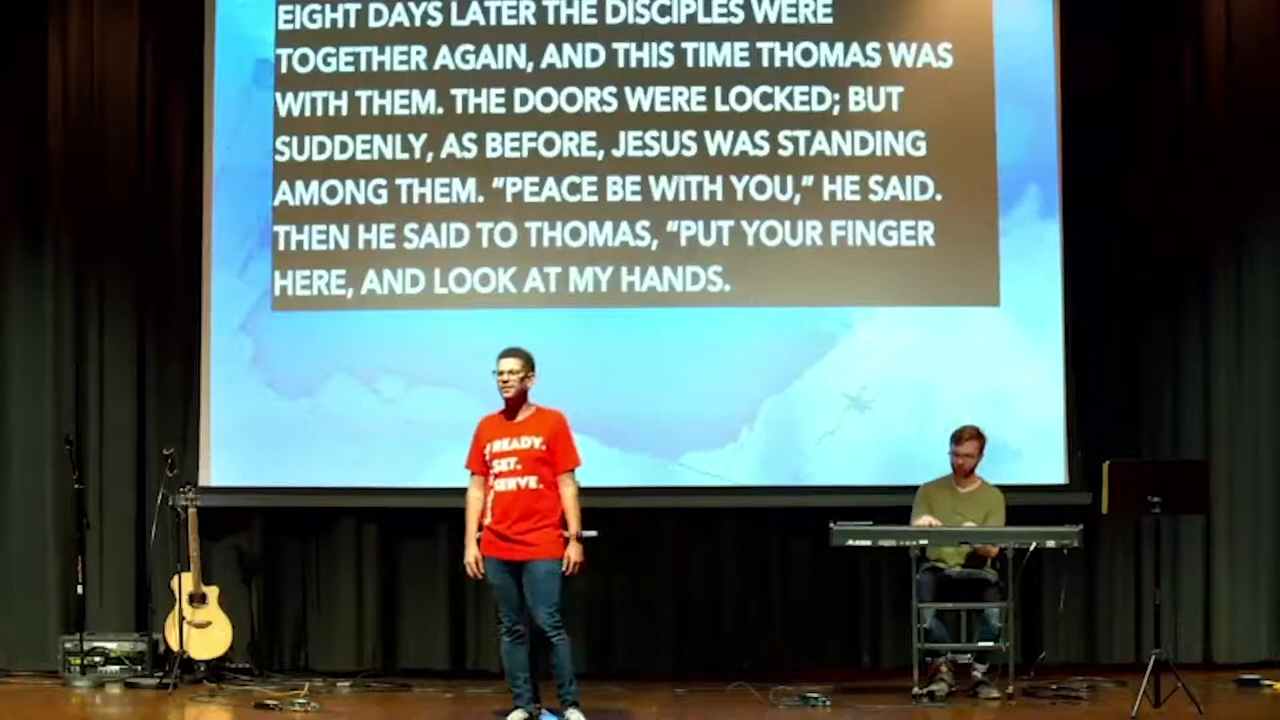 EIGHT DAYS LATER THE DISCIPLES WERE
TOGETHER AGAIN, AND THIS TIME THOMAS WAS
WITH THEM. THE DOORS WERE LOCKED; BUT
SUDDENLY, AS BEFORE, JESUS WAS STANDING
AMONG THEM. “PEACE BE WITH YOU,” HE SAID.
THEN HE SAID TO THOMAS, “PUT YOUR FINGER
HERE, AND LOOK AT MY HANDS.
READY.
SET.
SERVE.